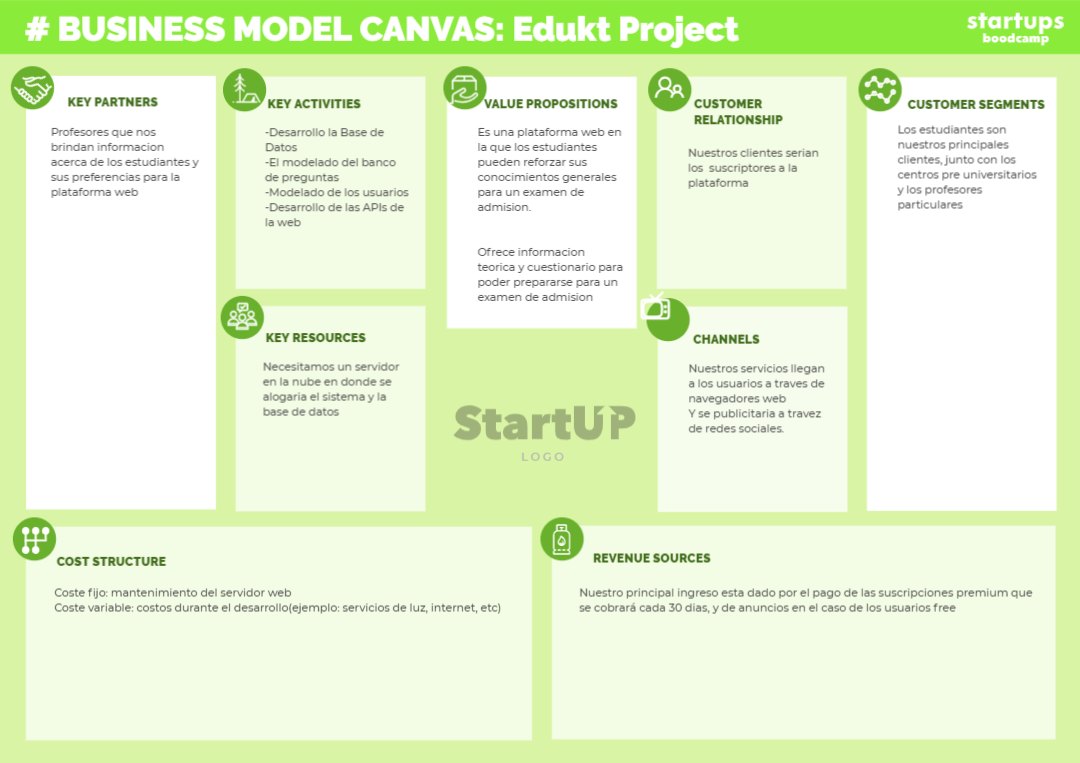 # BUSINESS MODEL CANVAS: Edukt Project
startups
boodcamp
KEY PARTNERS
Profesores que nos
brindan informacion
acerca de los estudiantes y
sus preferencias para la
plataforma web
KEY ACTIVITIES
-Desarrollo la Base de
Datos
-El modelado del banco
de preguntas
-Modelado de los usuarios
-Desarrollo de las APIs de
la web
KEY RESOURCES
Necesitamos un servidor
en la nube en donde se
alogaria el sistema y la
base de datos
VALUE PROPOSITIONS
Es una plataforma web en
la que los estudiantes
pueden reforzar sus
conocimientos generales
para un examen de
admision.
Ofrece informacion
teorica y cuestionario para
poder prepararse para un
examen de admision
StartUP
LOGO
CUSTOMER
RELATIONSHIP
Nuestros clientes serian
los suscriptores a la
plataforma
CHANNELS
Nuestros servicios llegan
a los usuarios a traves de
navegadores web
Y se publicitaria a travez
de redes sociales.
CUSTOMER SEGMENTS
Los estudiantes son
nuestros principales
clientes, junto con los
centros pre universitarios
y los profesores
particulares
COST STRUCTURE
Coste fijo: mantenimiento del servidor web
Coste variable: costos durante el desarrollo(ejemplo: servicios de luz, internet, etc)
REVENUE SOURCES
Nuestro principal ingreso esta dado por el pago de las suscripciones premium que
se cobrará cada 30 dias, y de anuncios en el caso de los usuarios free